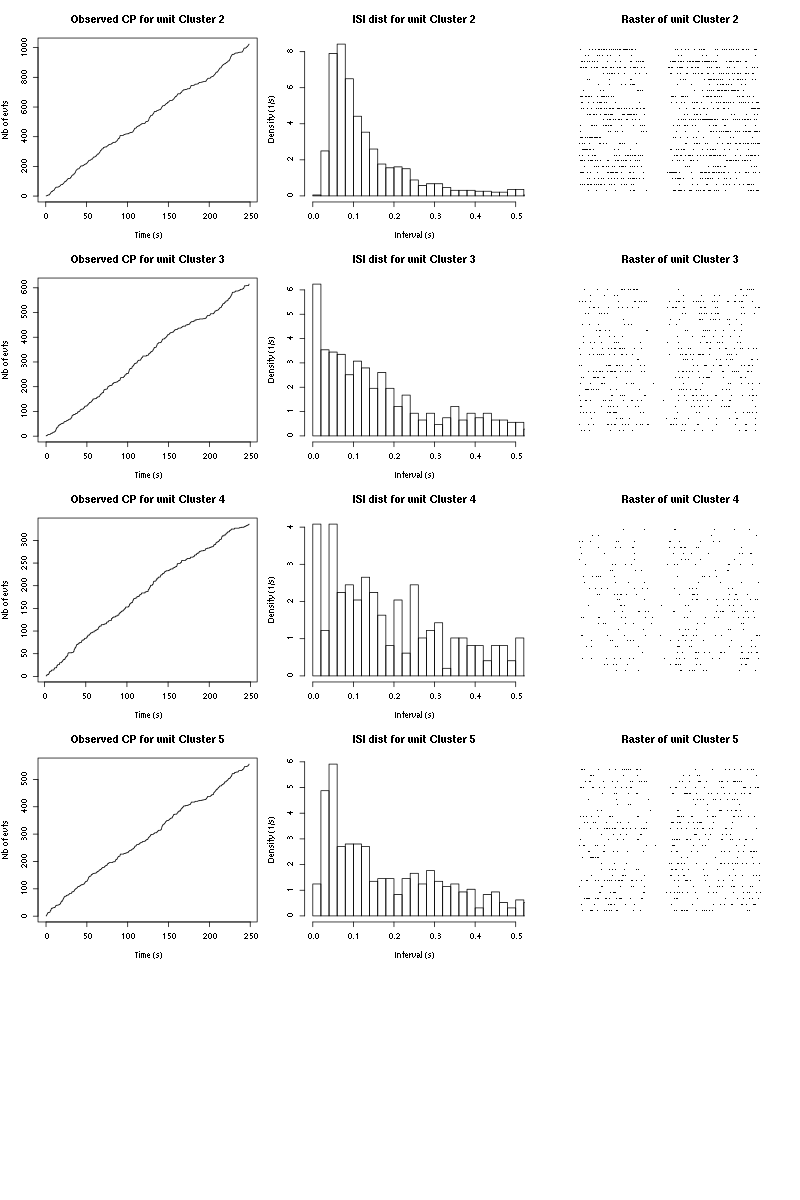 Observed CP for unit Cluster 2
Nb of evts
0 200 400 600 800 1000
0 50 100 150 200 250
Time (s)
ISI dist for unit Cluster 2
Density (1/s)
0 2 4 6 8
0.0 0.1 0.2 0.3 0.4 0.5
Interval (s)
Raster of unit Cluster 2
Observed CP for unit Cluster 3
Nb of evts
0 100 200 300 400 500 600
0 50 100 150 200 250
Time (s)
ISI dist for unit Cluster 3
Density (1/s)
0 1 2 3 4 5 6
0.0 0.1 0.2 0.3 0.4 0.5
Interval (s)
Raster of unit Cluster 3
Observed CP for unit Cluster 4
Nb of evts
0 50 100 150 200 250 300
0 50 100 150 200 250
Time (s)
ISI dist for unit Cluster 4
Density (1/s)
0 1 2 3 4
0.0 0.1 0.2 0.3 0.4 0.5
Interval (s)
Raster of unit Cluster 4
Observed CP for unit Cluster 5
Nb of evts
0 100 200 300 400 500
0 50 100 150 200 250
Time (s)
ISI dist for unit Cluster 5
Density (1/s)
0 1 2 3 4 5 6
0.0 0.1 0.2 0.3 0.4 0.5
Interval (s)
Raster of unit Cluster 5